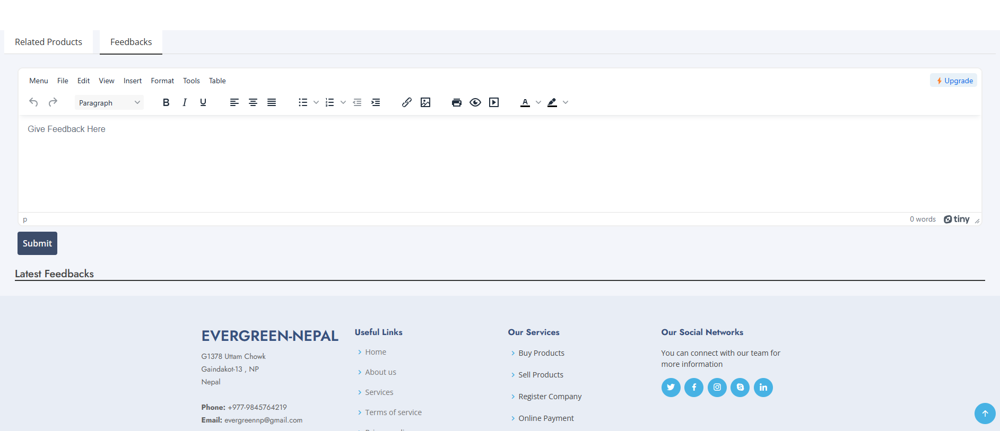 Related Products Feedbacks
Menu File Edit View Insert Format Tools Table Upgrade
Paragraph B I U A
Give Feedback Here
p 0 words tiny
Submit
Latest Feedbacks
EVERGREEN-NEPAL
G1378 Uttam Chowk
Gaindakot-13 , NP
Nepal
Phone: +977-9845764219
Email: evergreennp@gmail.com
Useful Links
Home
About us
Services
Terms of service
Our Services
Buy Products
Sell Products
Register Company
Online Payment
Our Social Networks
You can connect with our team for
more information